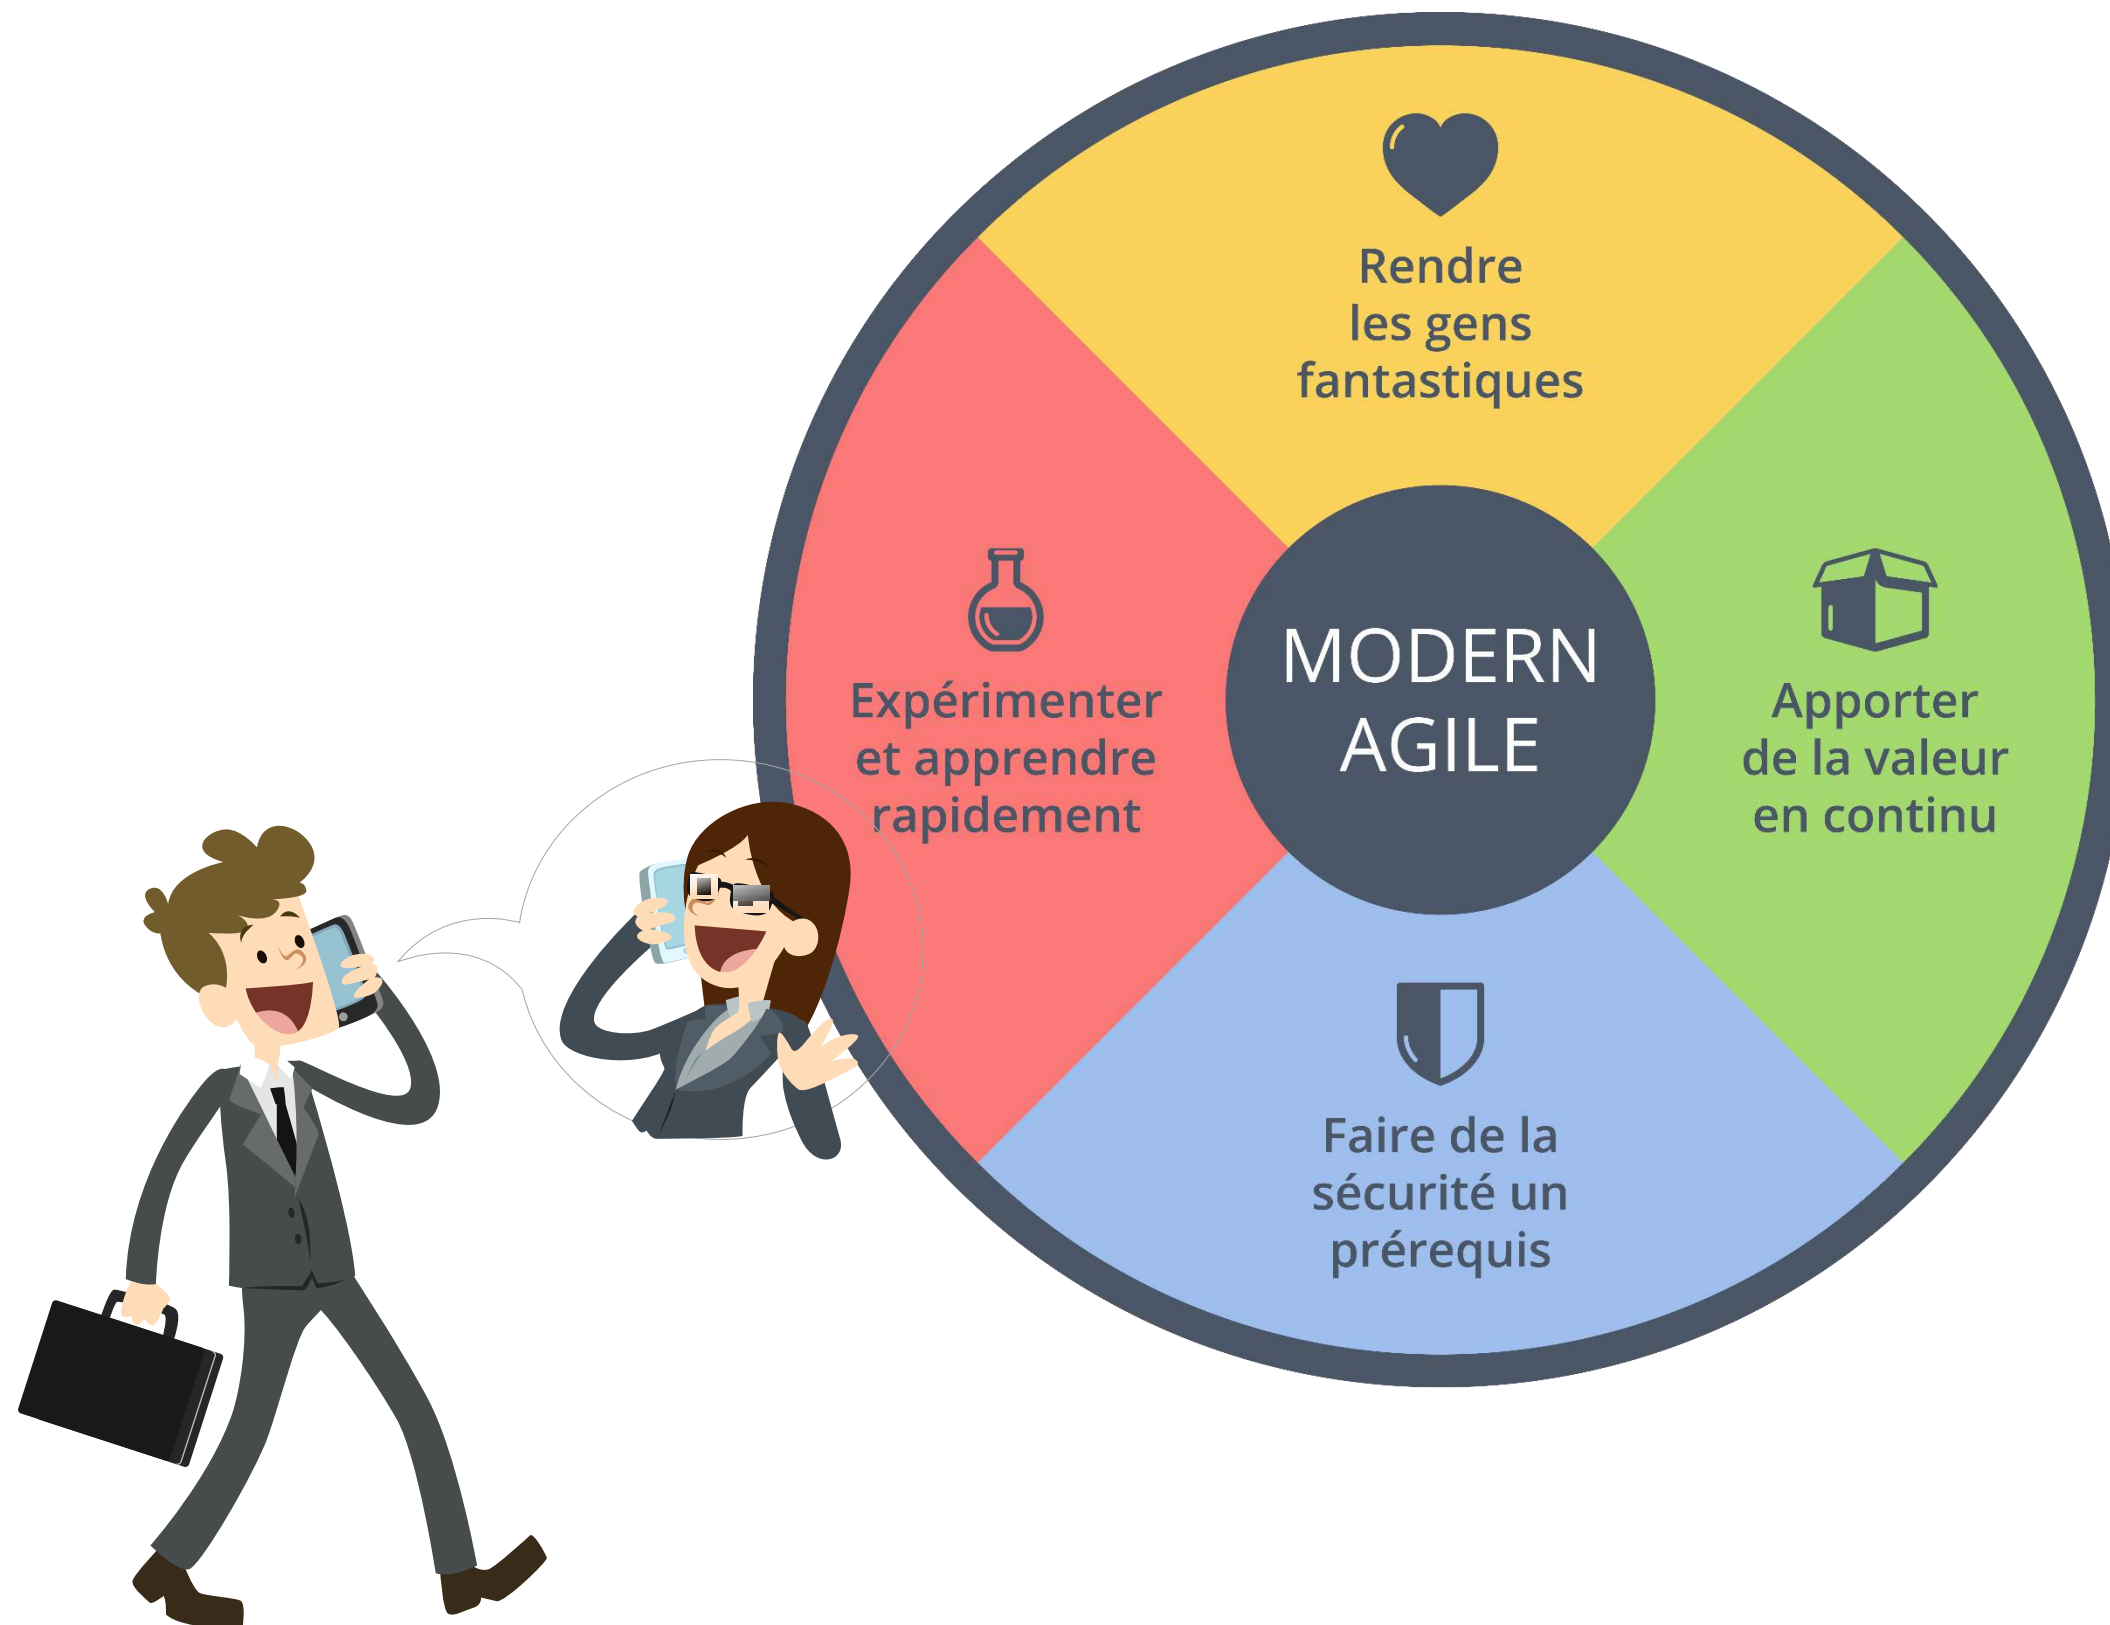 Rendre
les gens
fantastiques
Expérimenter
et apprendre
rapidement
MODERN
AGILE
Apporter
de la valeur
en continu
Faire de la
sécurité un
prérequis